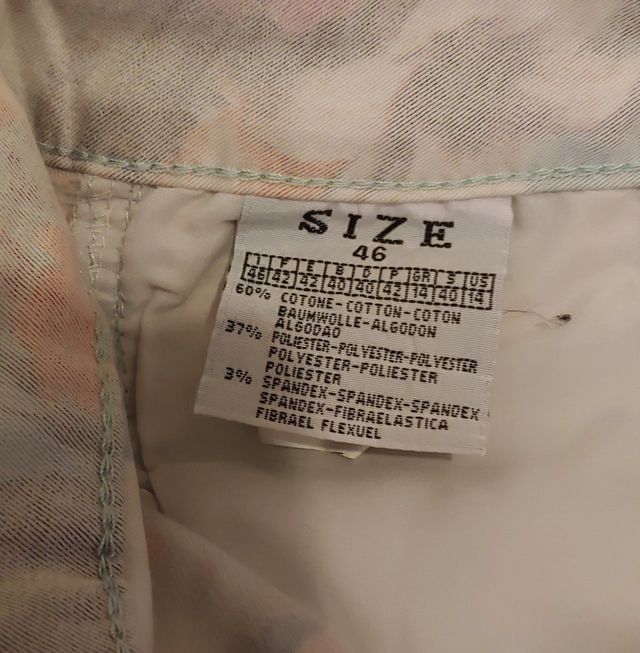 SIZE
46
I F E B D P GR S US
46 42 42 40 40 42 14 40 14
60% COTONE-COTTON-COTON
BAUMWOLLE-ALGODON
ALGODAO
37% POLIESTER-POLYESTER-POLYESTER
POLYESTER-POLIESTER
POLIESTER
3% SPANDEX-SPANDEX-SPANDEX
SPANDEX-FIBRAELASTICA
FIBRAEL FLEXUEL